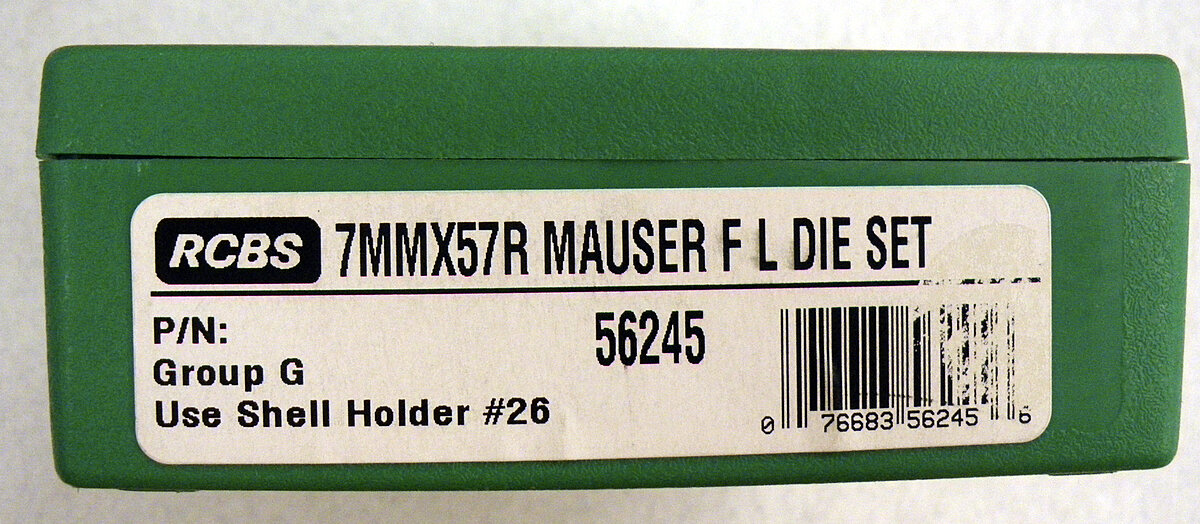 RCBS 7MMX57R MAUSER F L DIE SET
P/N: 56245
Group G
Use Shell Holder #26
0 76683 56245 6